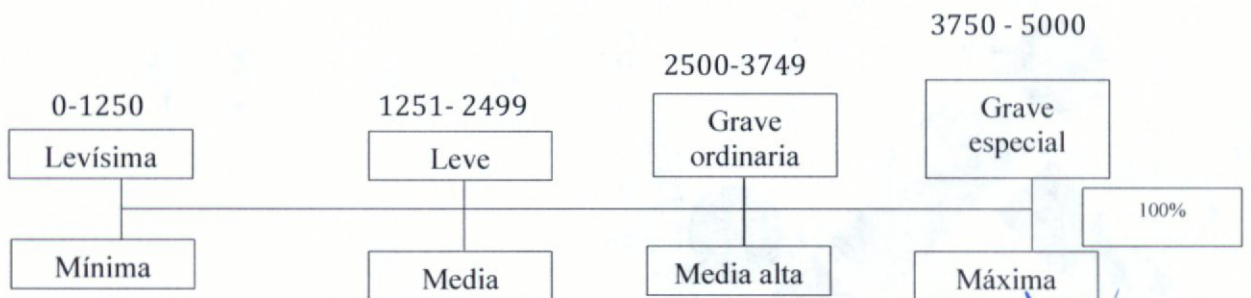 3750 - 5000
2500-3749
0-1250
1251- 2499
Grave
especial
Grave
ordinaria
Levísima
Leve
100%
Mínima
Media
Media alta
Máxima